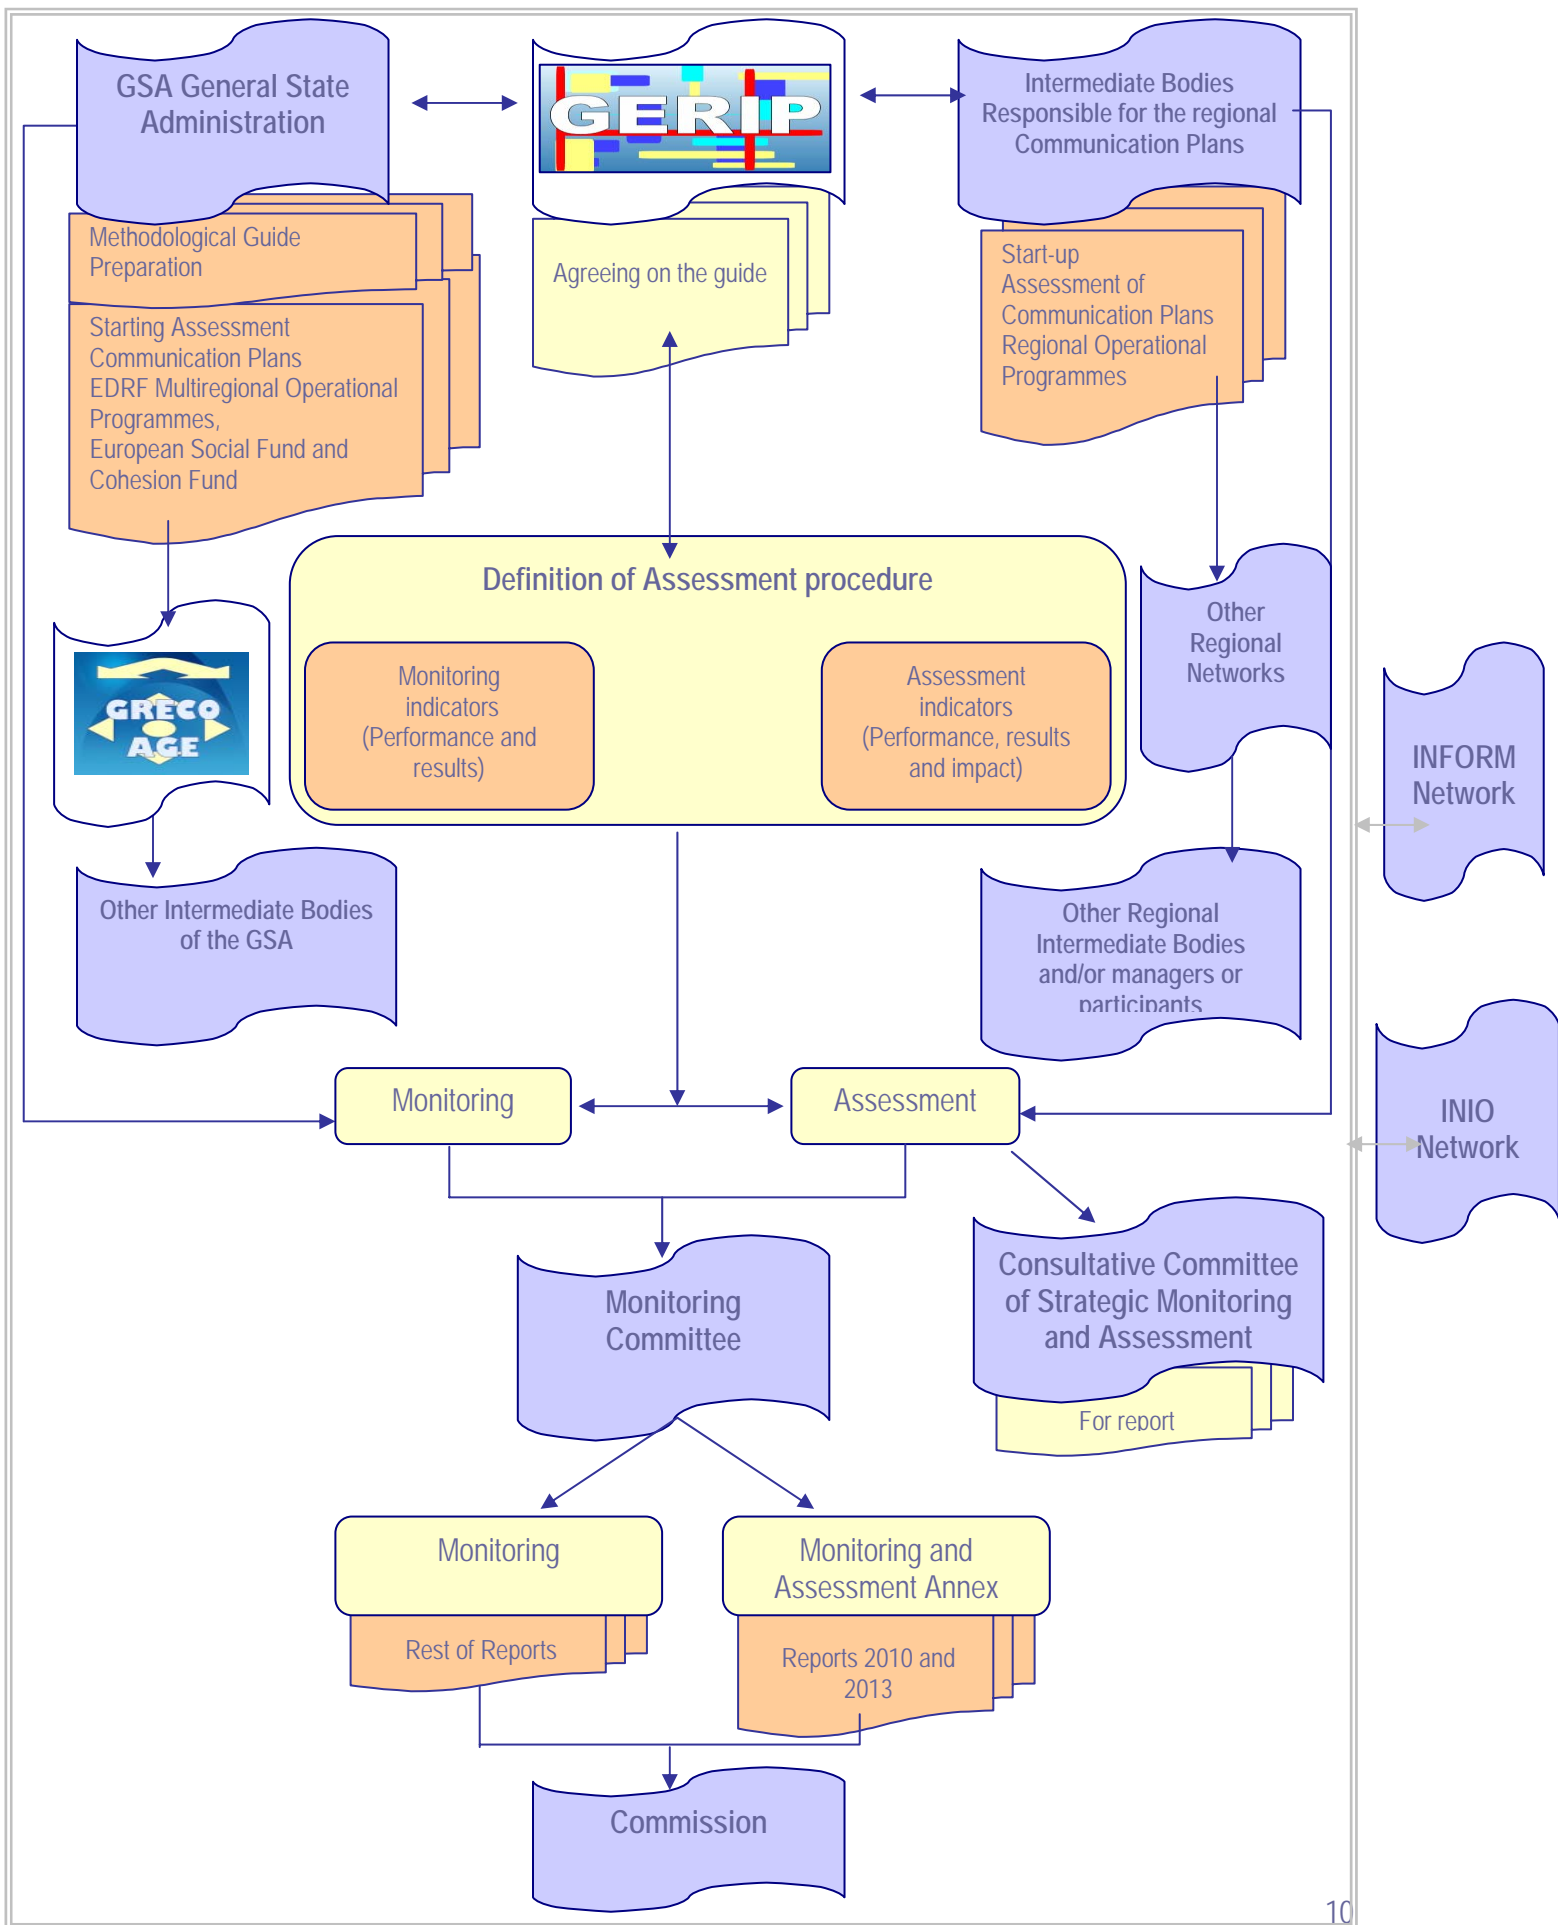 GSA General State
Administration
GERIP
Intermediate Bodies
Responsible for the regional
Communication Plans
Methodological Guide
Preparation
Agreeing on the guide
Start-up
Assessment of
Communication Plans
Regional Operational
Programmes
Starting Assessment
Communication Plans
EDRF Multiregional Operational
Programmes,
European Social Fund and
Cohesion Fund
Definition of Assessment procedure
Monitoring
indicators
(Performance and
results)
Assessment
indicators
(Performance, results
and impact)
Other
Regional
Networks
GRECO
AGE
INFORM
Network
Other Intermediate Bodies
of the GSA
Other Regional
Intermediate Bodies
and/or managers or
participants
Monitoring
Assessment
INIO
Network
Monitoring
Committee
Consultative Committee
of Strategic Monitoring
and Assessment
For report
Monitoring
Monitoring and
Assessment Annex
Rest of Reports
Reports 2010 and
2013
Commission
10